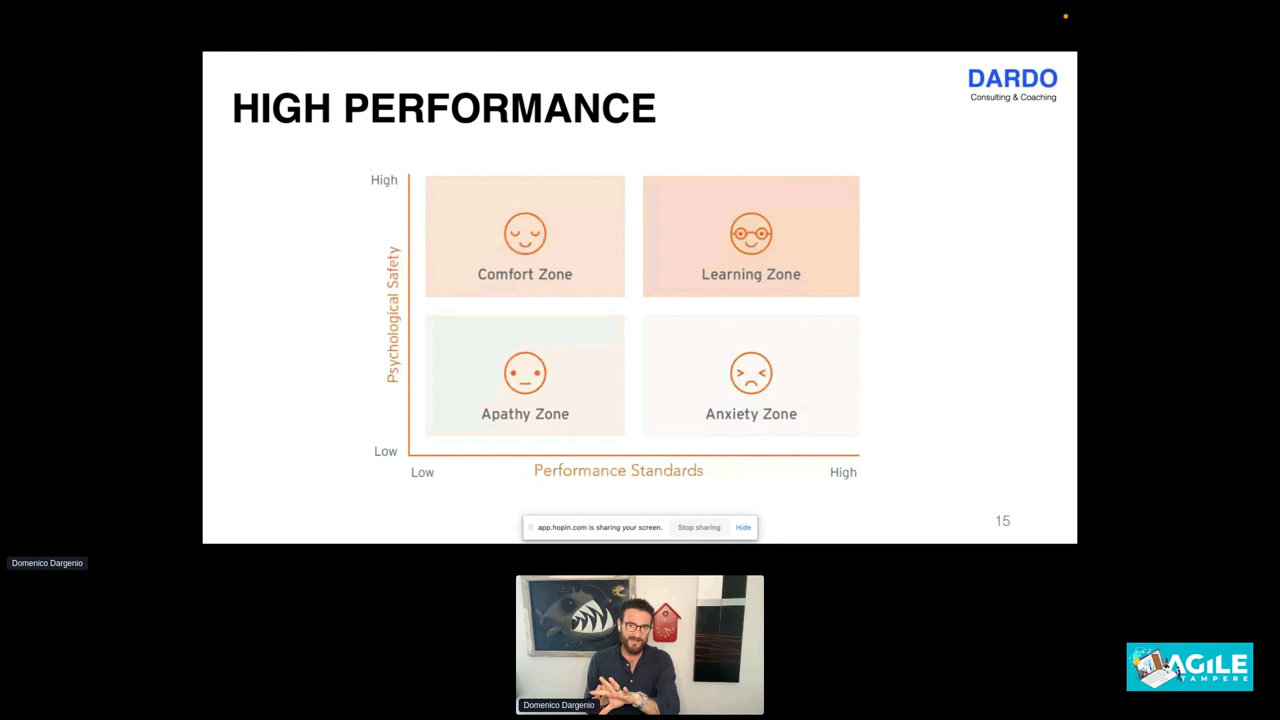 HIGH PERFORMANCE
DARDO
Consulting & Coaching
High
Psychological Safety
Comfort Zone
Learning Zone
Apathy Zone
Anxiety Zone
Low
Low
Performance Standards
High
app.hopin.com is sharing your screen.
Stop sharing
Hide
15
Domenico Dargenio
Domenico Dargenio
AGILE
TAMPERE